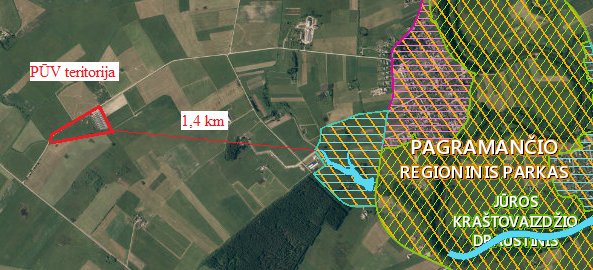 PŪV teritorija
1,4 km
PAGRAMANČIO
REGIONINIS PARKAS
JŪROS
KRAŠTOVAIZDŽIO
DRAUSTINIS